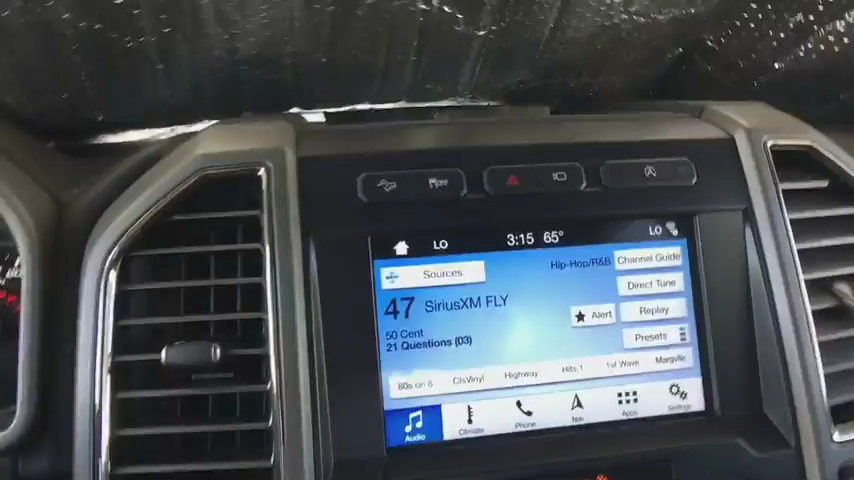 LO
3:15 65°
LO
Sources
Hip-Hop/R&B
Channel Guide
47 SiriusXM FLY
Direct Tune
Alert
Replay
50 Cent
21 Questions (03)
Presets
80s on 8
ClsVinyl
Highway
Hits 1
1st Wave
Margvlle
Audio
Climate
Phone
Nav
Apps
Settings